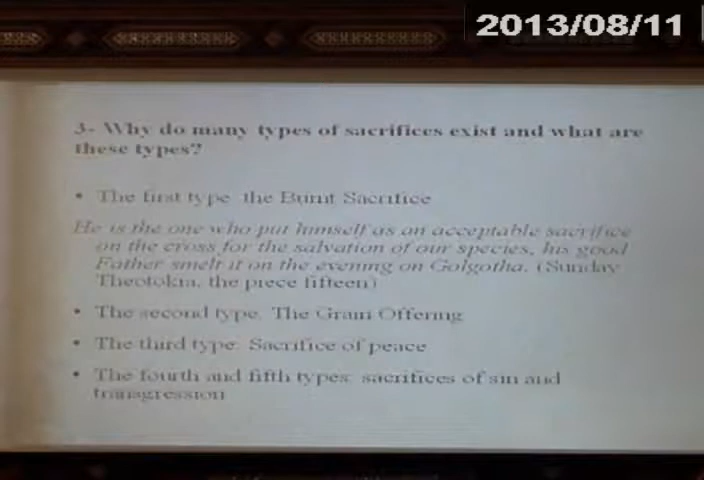 2013/08/11
3- Why do many types of sacrifices exist and what are
these types?
• The first type: the Burnt Sacrifice
He is the one who put himself as an acceptable sacrifice
on the cross for the salvation of our species, his good
Father smelt it on the evening on Golgotha. (Sunday
Theotokia, the piece fifteen)
• The second type: The Grain Offering
• The third type: Sacrifice of peace
• The fourth and fifth types: sacrifices of sin and
transgression